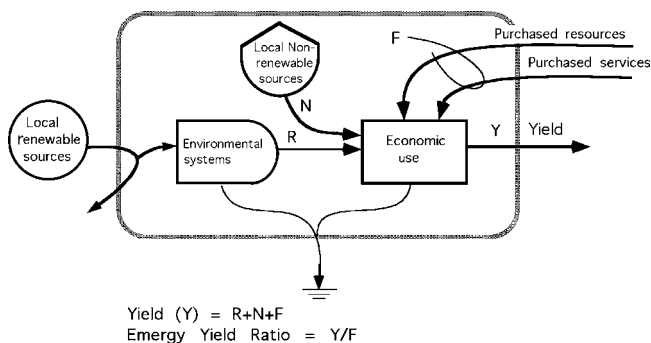 Local Non-
renewable
sources
F
Purchased resources
Purchased services
N
Local
renewable
sources
Environmental
systems
R
Economic
use
Y Yield
Yield (Y) = R+N+F
Emergy Yield Ratio = Y/F